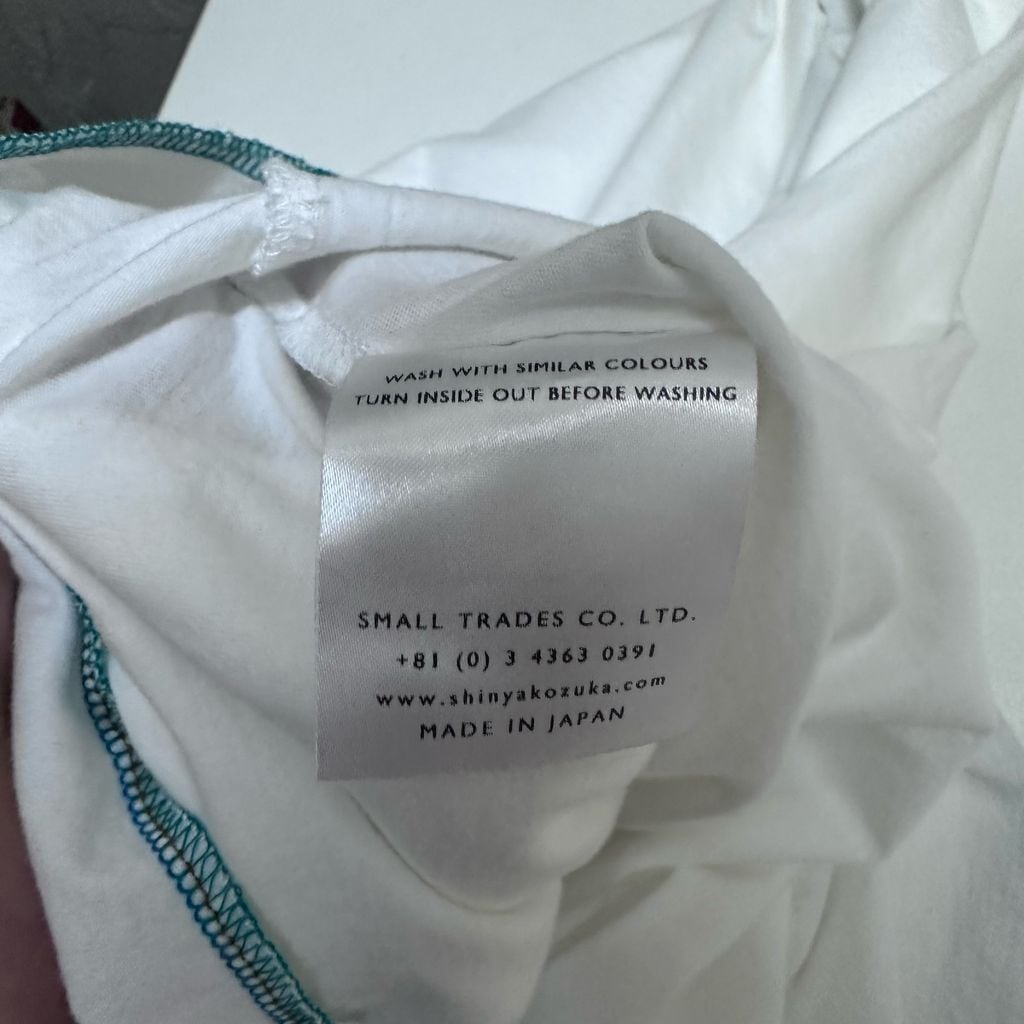 WASH WITH SIMILAR COLOURS
TURN INSIDE OUT BEFORE WASHING
SMALL TRADES CO. LTD.
+81 (0) 3 4363 0391
www.shinyakozuka.com
MADE IN JAPAN